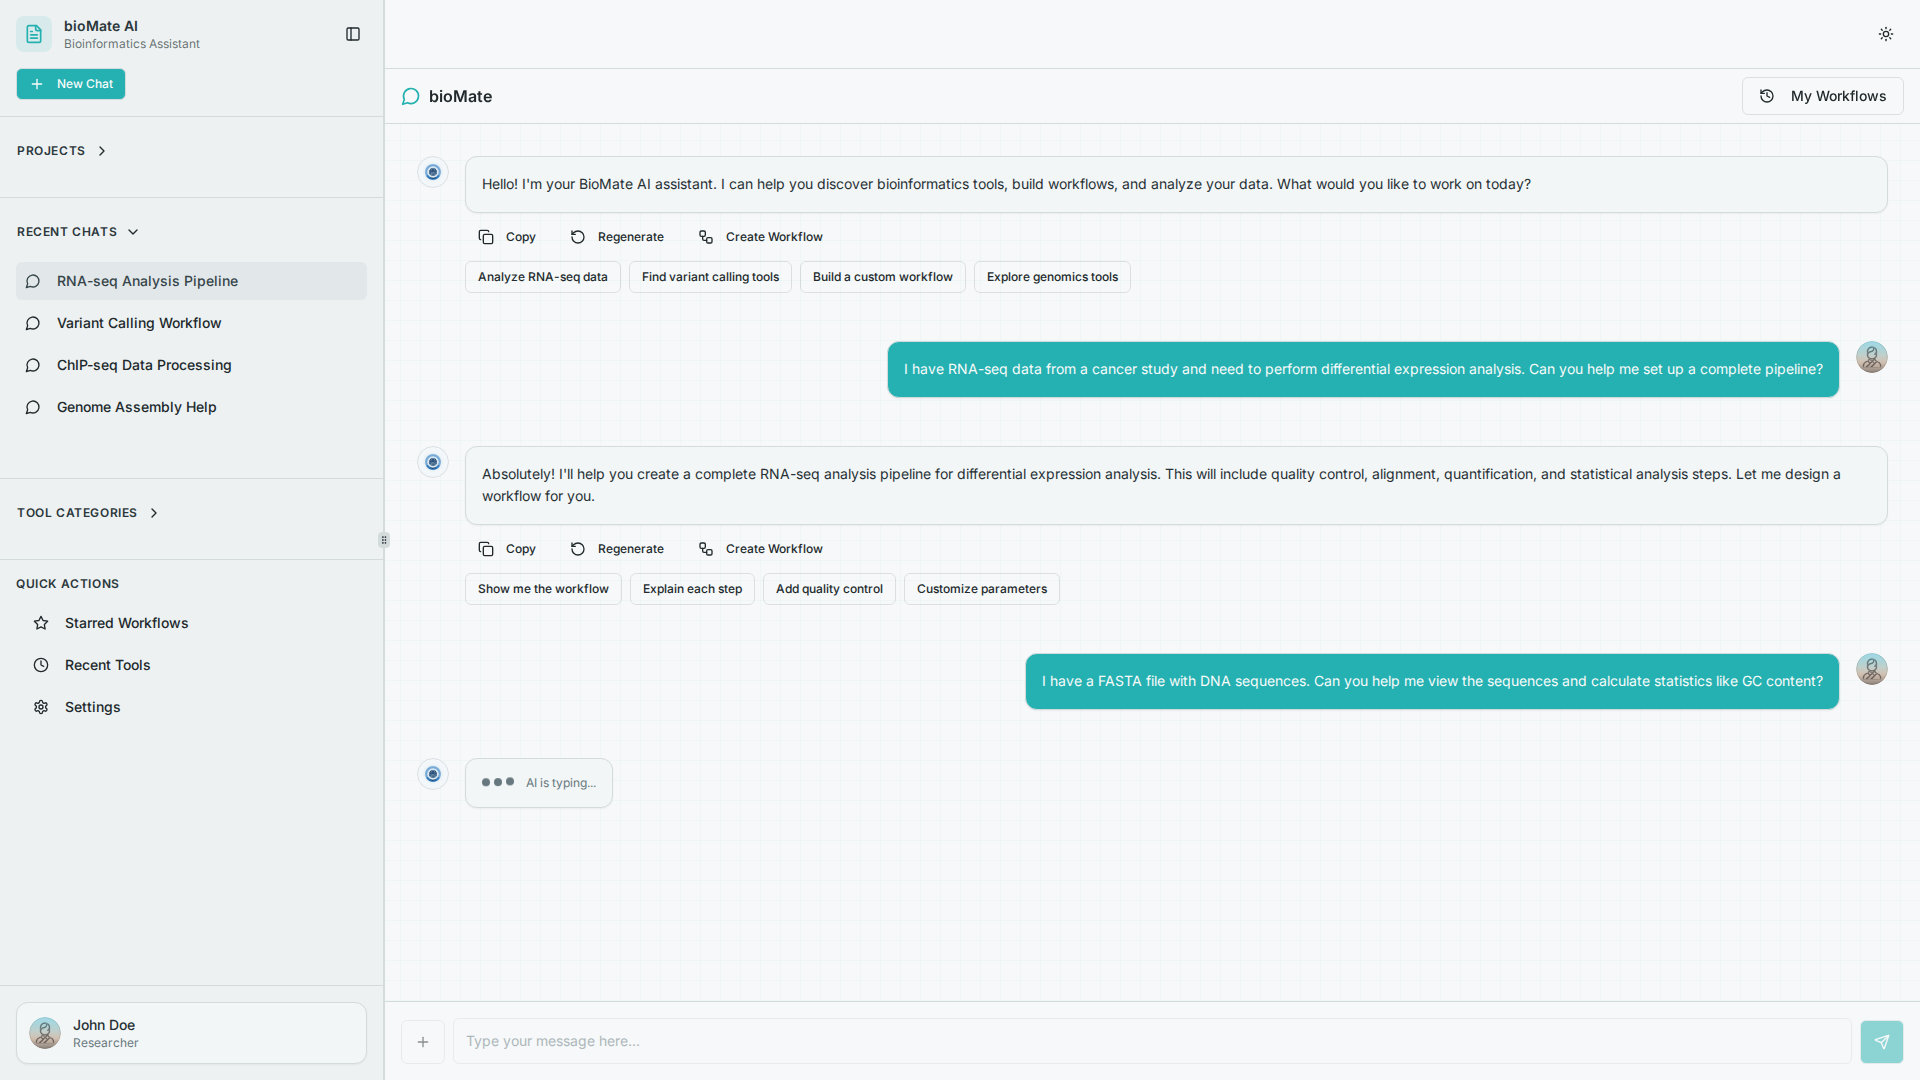 bioMate AI
Bioinformatics Assistant
New Chat
PROJECTS
RECENT CHATS
RNA-seq Analysis Pipeline
Variant Calling Workflow
ChIP-seq Data Processing
Genome Assembly Help
TOOL CATEGORIES
QUICK ACTIONS
Starred Workflows
Recent Tools
Settings
John Doe
Researcher
bioMate
My Workflows
Hello! I'm your BioMate AI assistant. I can help you discover bioinformatics tools, build workflows, and analyze your data. What would you like to work on today?
Copy Regenerate Create Workflow
Analyze RNA-seq data Find variant calling tools Build a custom workflow Explore genomics tools
I have RNA-seq data from a cancer study and need to perform differential expression analysis. Can you help me set up a complete pipeline?
Absolutely! I'll help you create a complete RNA-seq analysis pipeline for differential expression analysis. This will include quality control, alignment, quantification, and statistical analysis steps. Let me design a
workflow for you.
Copy Regenerate Create Workflow
Show me the workflow Explain each step Add quality control Customize parameters
I have a FASTA file with DNA sequences. Can you help me view the sequences and calculate statistics like GC content?
AI is typing...
Type your message here...